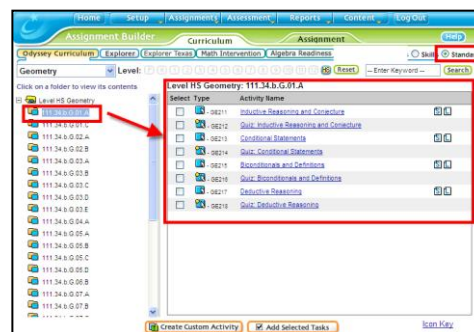 Home Setup Assignments Assessment Reports Content Log Out
Assignment Builder Curriculum Assignment Help
Odyssey Curriculum Explorer Explorer Texas Math Intervention Algebra Readiness Skill Standa
Geometry Level: Reset --Enter Keyword-- Search
Click on a folder to view its contents
Level HS Geometry: 111.34.b.G.01.A
Level HS Geometry
Select Type Activity Name
111.34.b.G.01.A
- GE211 Inductive Reasoning and Conjecture
- GE212 Quiz: Inductive Reasoning and Conjecture
111.34.b.G.02.A
- GE213 Conditional Statements
111.34.b.G.02.B
- GE214 Quiz: Conditional Statements
111.34.b.G.03.A
- GE215 Biconditionals and Definitions
111.34.b.G.03.B
- GE216 Quiz: Biconditionals and Definitions
111.34.b.G.03.C
- GE217 Deductive Reasoning
111.34.b.G.03.D
- GE218 Quiz: Deductive Reasoning
111.34.b.G.03.E
111.34.b.G.04.A
111.34.b.G.05.A
111.34.b.G.05.B
111.34.b.G.05.C
111.34.b.G.05.D
111.34.b.G.06.B
111.34.b.G.07.A
111.34.b.G.07.B
Create Custom Activity Add Selected Tasks Icon Key